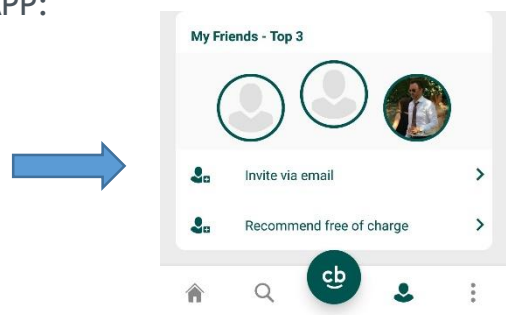 APP:
My Friends - Top 3
Invite via email
Recommend free of charge
cb